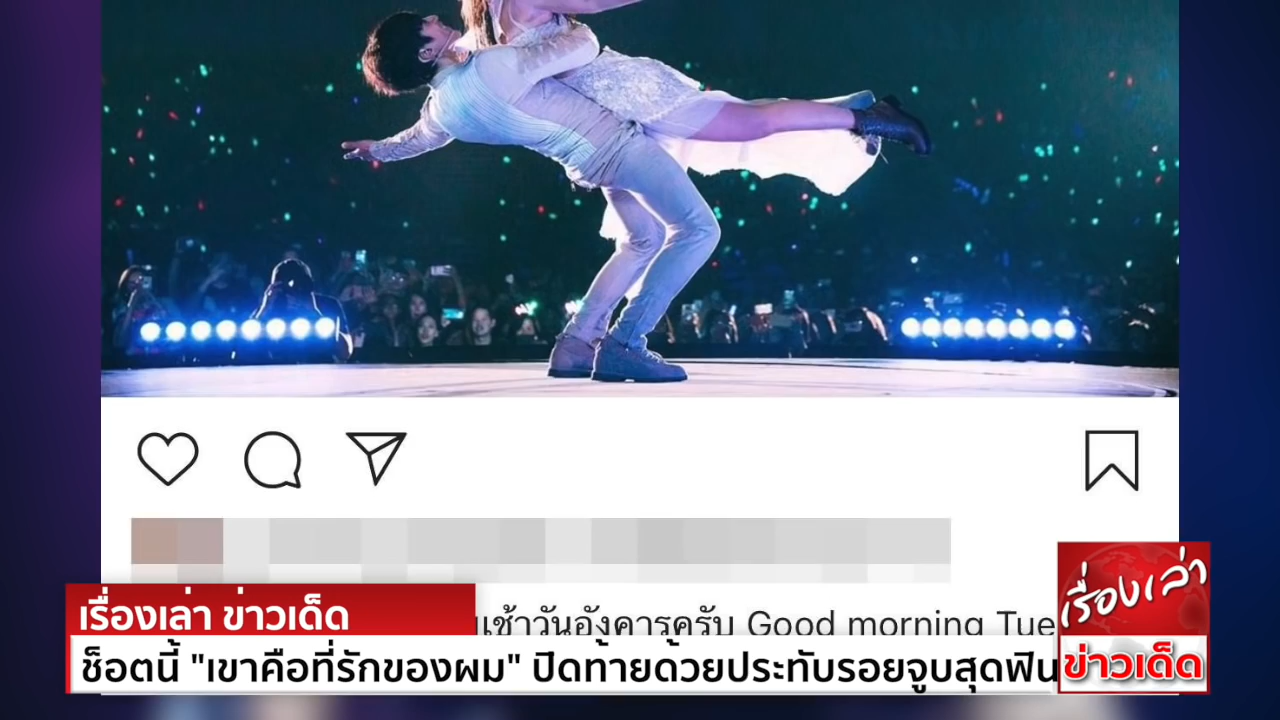 เช้าวันอังคารครับ Good morning Tue
เรื่องเล่า ข่าวเด็ด
ช็อตนี้ "เขาคือที่รักของผม" ปิดท้ายด้วยประทับรอยจูบสุดฟิน
เรื่องเล่า
ข่าวเด็ด